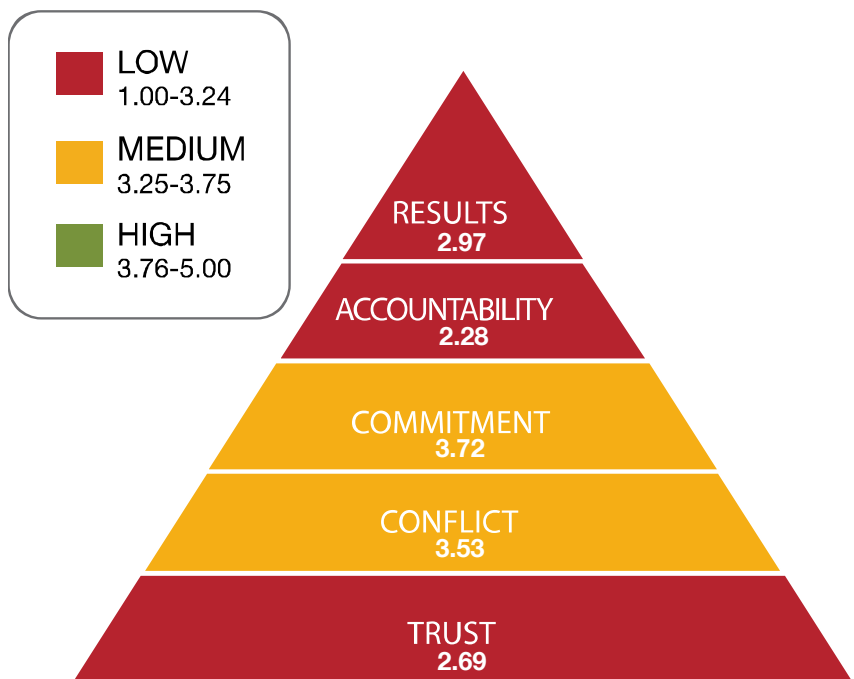 LOW
1.00-3.24
MEDIUM
3.25-3.75
HIGH
3.76-5.00
RESULTS
2.97
ACCOUNTABILITY
2.28
COMMITMENT
3.72
CONFLICT
3.53
TRUST
2.69